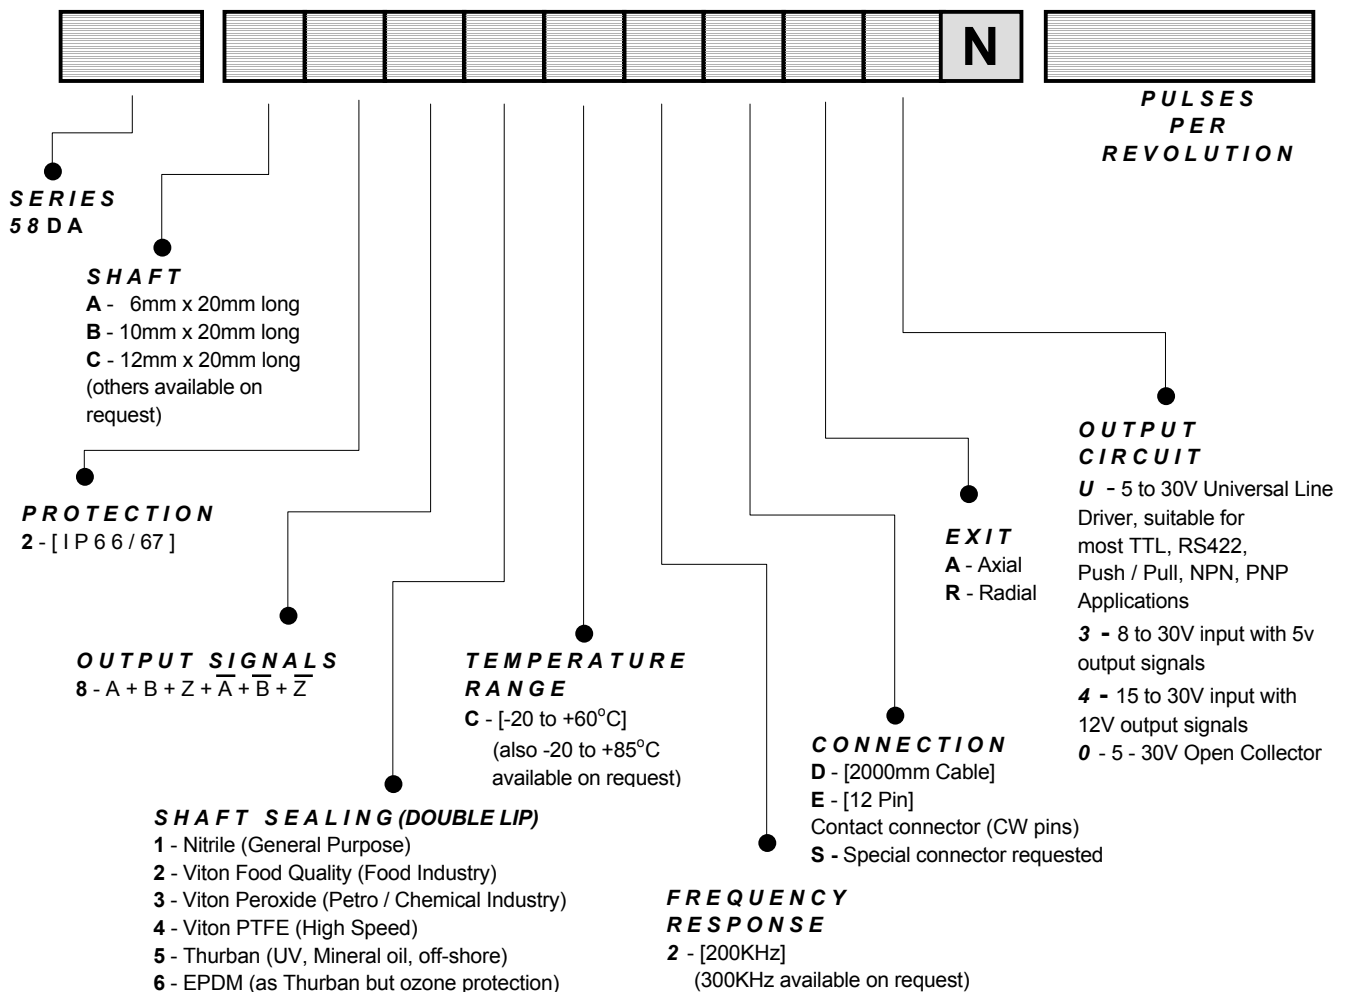 N
PULSES
PER
REVOLUTION
SERIES
58DA
SHAFT
A - 6mm x 20mm long
B - 10mm x 20mm long
C - 12mm x 20mm long
(others available on
request)
PROTECTION
2 - [IP66/67]
OUTPUT SIGNALS
8 - A + B + Z + A̅ + B̅ + Z̅
SHAFT SEALING (DOUBLE LIP)
1 - Nitrile (General Purpose)
2 - Viton Food Quality (Food Industry)
3 - Viton Peroxide (Petro / Chemical Industry)
4 - Viton PTFE (High Speed)
5 - Thurban (UV, Mineral oil, off-shore)
6 - EPDM (as Thurban but ozone protection)
TEMPERATURE
RANGE
C - [-20 to +60°C]
(also -20 to +85°C
available on request)
FREQUENCY
RESPONSE
2 - [200KHz]
(300KHz available on request)
CONNECTION
D - [2000mm Cable]
E - [12 Pin]
Contact connector (CW pins)
S - Special connector requested
EXIT
A - Axial
R - Radial
OUTPUT
CIRCUIT
U - 5 to 30V Universal Line
Driver, suitable for
most TTL, RS422,
Push / Pull, NPN, PNP
Applications
3 - 8 to 30V input with 5v
output signals
4 - 15 to 30V input with
12V output signals
0 - 5 - 30V Open Collector